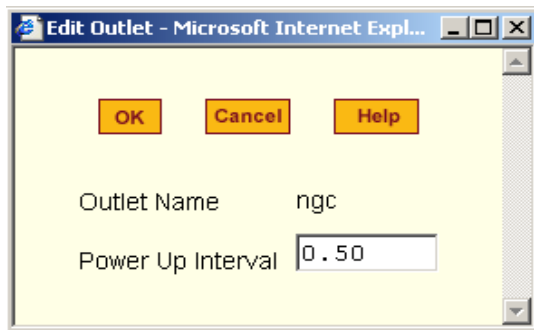 Edit Outlet - Microsoft Internet Expl...
OK Cancel Help
Outlet Name ngc
Power Up Interval 0.50